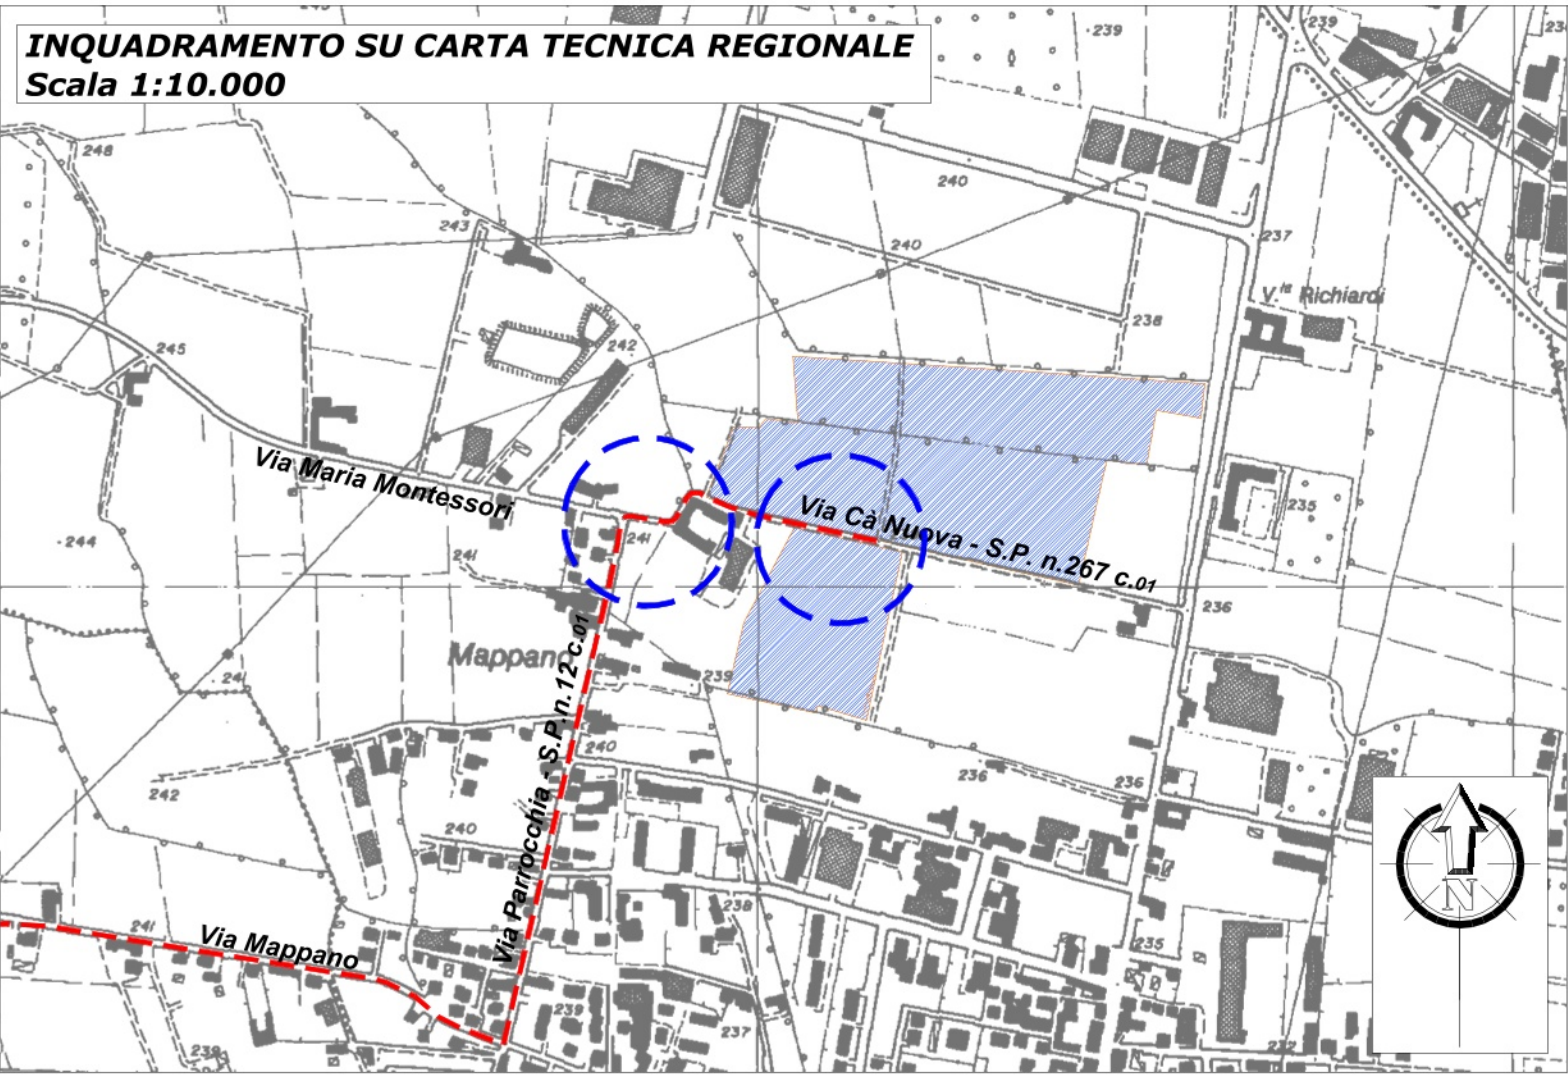 INQUADRAMENTO SU CARTA TECNICA REGIONALE
Scala 1:10.000
239
239
248
240
243
240
237
V.lla Richiardi
238
242
245
Via Maria Montessori
Via Cà Nuova - S.P. n.267 c.01
235
244
241
241
236
Mappano
239
Via Parrocchia - S.P. n. 12 c.01
240
236
236
242
240
238
241
Via Mappano
235
239
237
N